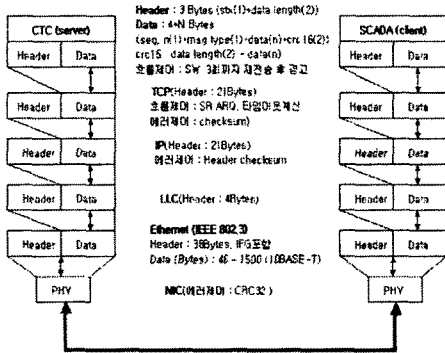 Header : 3 Bytes (stx(1)+data length(2))
CTC (server)
SCADA (client)
Data : 4+N Bytes
(seq. n(1)+msg type(1)+data(n)+crc16(2))
crc15 data length(2) - data(n)
흐름제어 : SW 3회까지 재전송 후 경고
Header Data
Header Data
TCP(Header : 21Bytes)
흐름제어 : SR ARQ, 타임아웃계산
에러제어 : checksum)
Header Data
Header Data
IP(Header : 21Bytes)
에러제어 : Header checksum
Header Data
Header Data
LLC(Header : 4Bytes)
Header Data
Header Data
Ethernet (IEEE 802.3)
Header : 38Bytes, IFG포함
Data (Bytes) : 46 ~ 1500 (10BASE-T)
Header Data
Header Data
PHY
NIC(에러제어 : CRC32 )
PHY